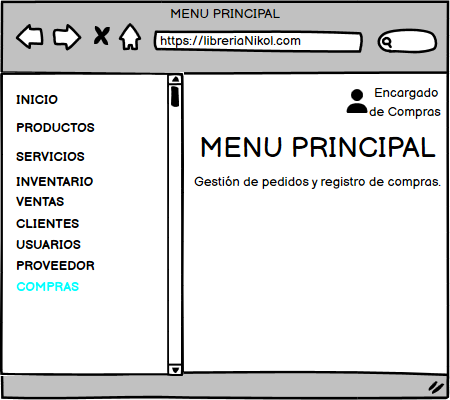 MENU PRINCIPAL
https://libreriaNikol.com
INICIO
PRODUCTOS
SERVICIOS
INVENTARIO
VENTAS
CLIENTES
USUARIOS
PROVEEDOR
COMPRAS
Encargado
de Compras
MENU PRINCIPAL
Gestión de pedidos y registro de compras.